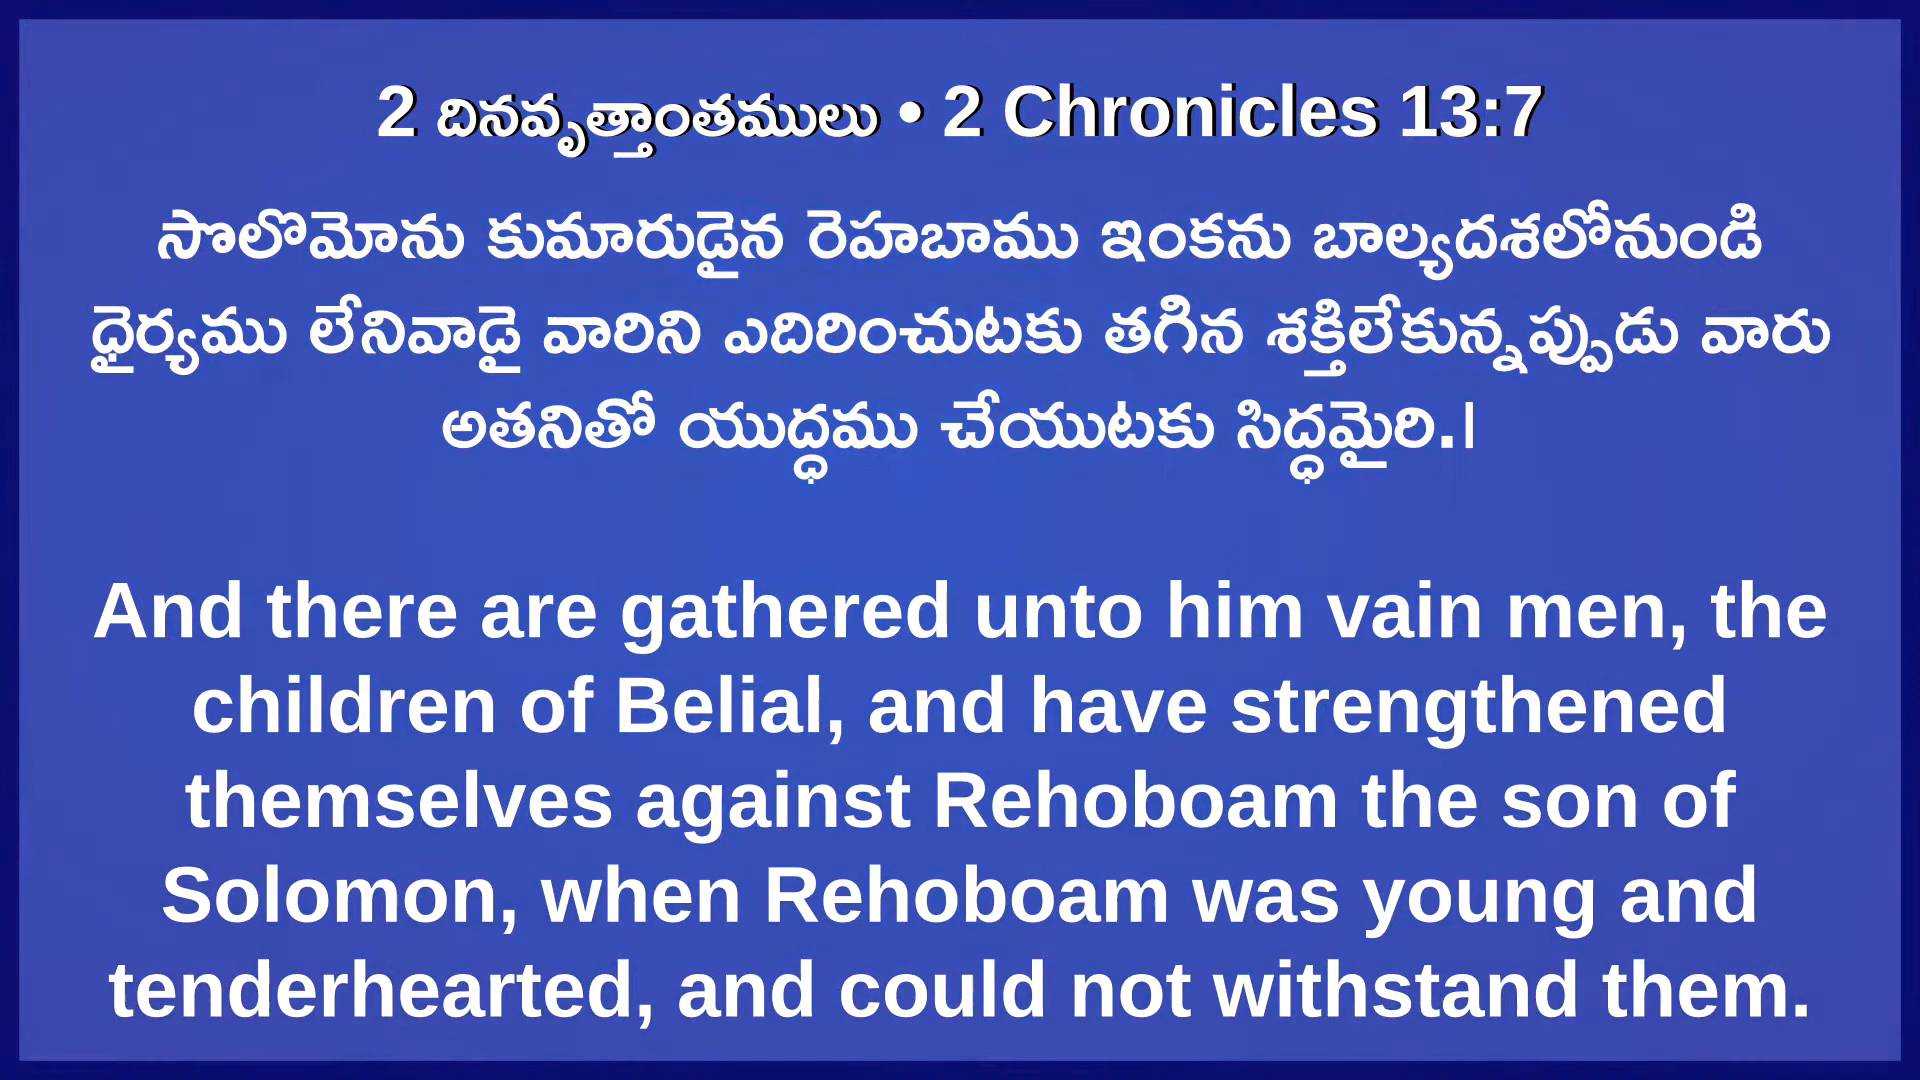 2 దినవృత్తాంతములు • 2 Chronicles 13:7
సొలొమోను కుమారుడైన రెహబాము ఇంకను బాల్యదశలోనుండి
ధైర్యము లేనివాడై వారిని ఎదిరించుటకు తగిన శక్తిలేకున్నప్పుడు వారు
అతనితో యుద్ధము చేయుటకు సిద్ధమైరి.।
And there are gathered unto him vain men, the
children of Belial, and have strengthened
themselves against Rehoboam the son of
Solomon, when Rehoboam was young and
tenderhearted, and could not withstand them.